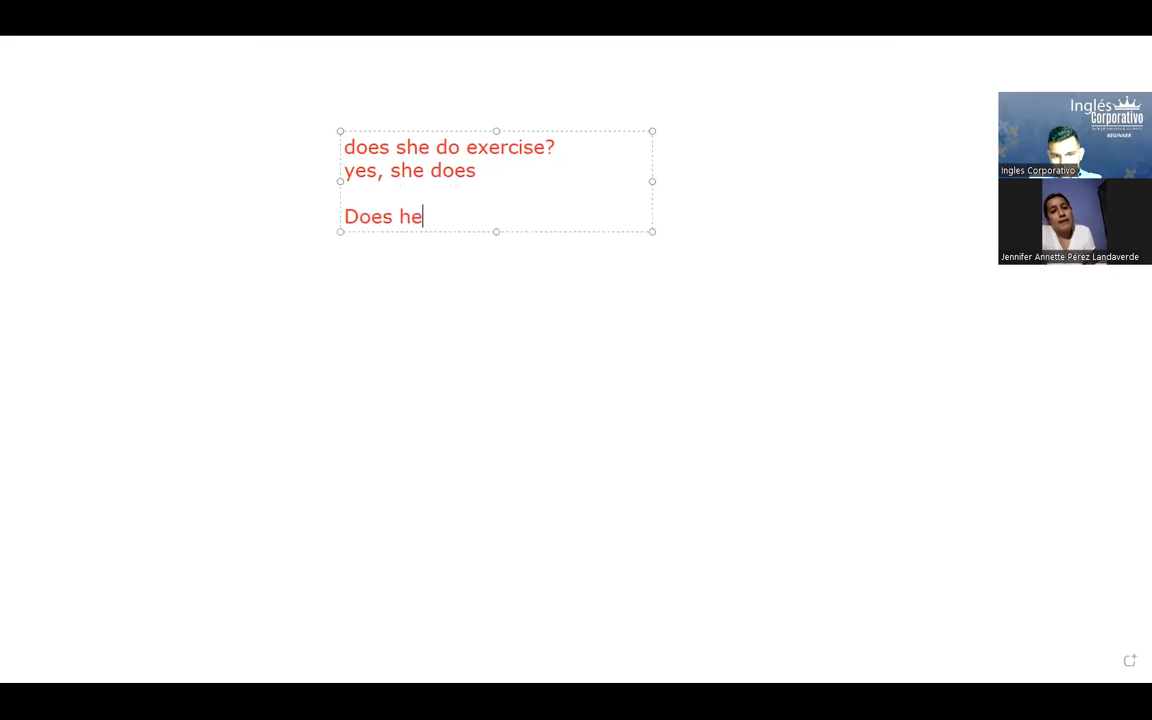 does she do exercise?
yes, she does
Does he
Inglés
Corporativo
BEGINNER
Ingles Corporativo
Jennifer Annette Pérez Landaverde